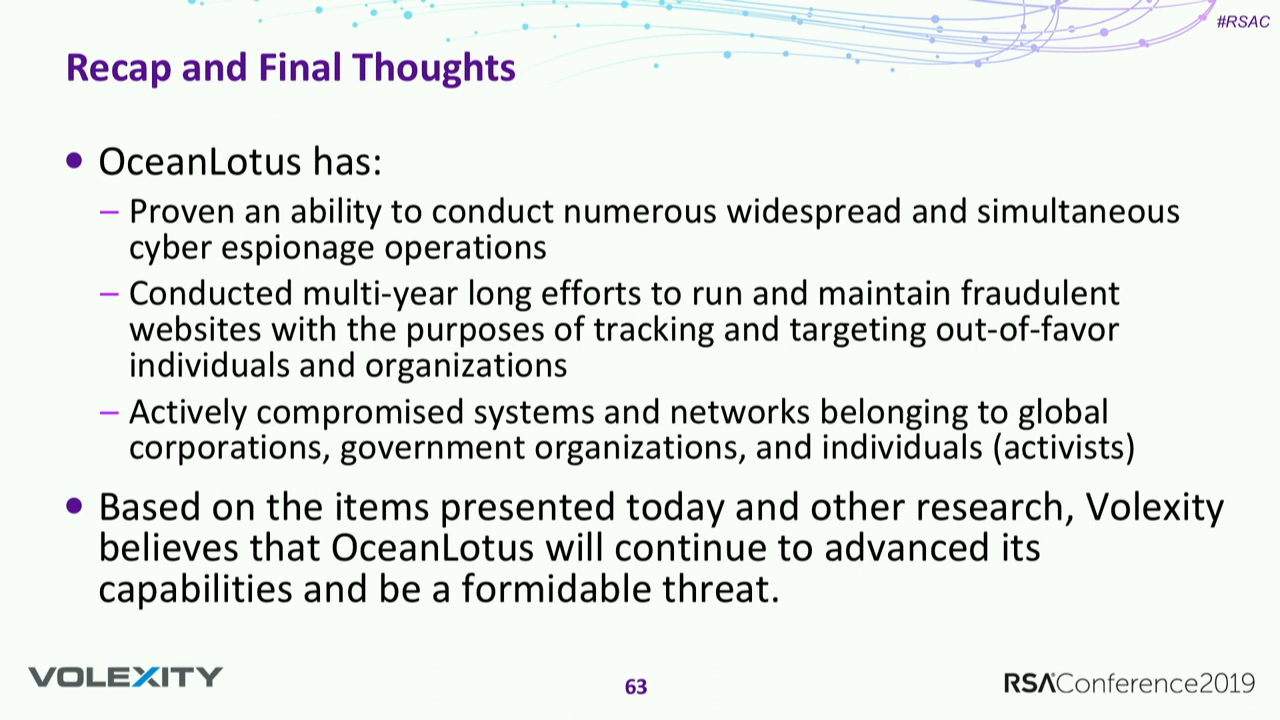 #RSAC
Recap and Final Thoughts
• OceanLotus has:
– Proven an ability to conduct numerous widespread and simultaneous
cyber espionage operations
– Conducted multi-year long efforts to run and maintain fraudulent
websites with the purposes of tracking and targeting out-of-favor
individuals and organizations
– Actively compromised systems and networks belonging to global
corporations, government organizations, and individuals (activists)
• Based on the items presented today and other research, Volexity
believes that OceanLotus will continue to advanced its
capabilities and be a formidable threat.
VOLEXITY
63
RSAConference2019